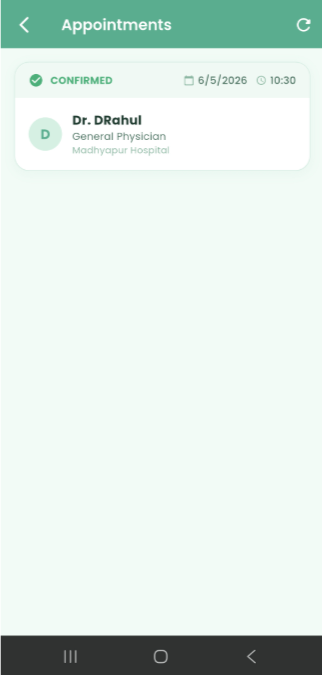 Appointments
CONFIRMED 6/5/2026 10:30
D
Dr. DRahul
General Physician
Madhyapur Hospital